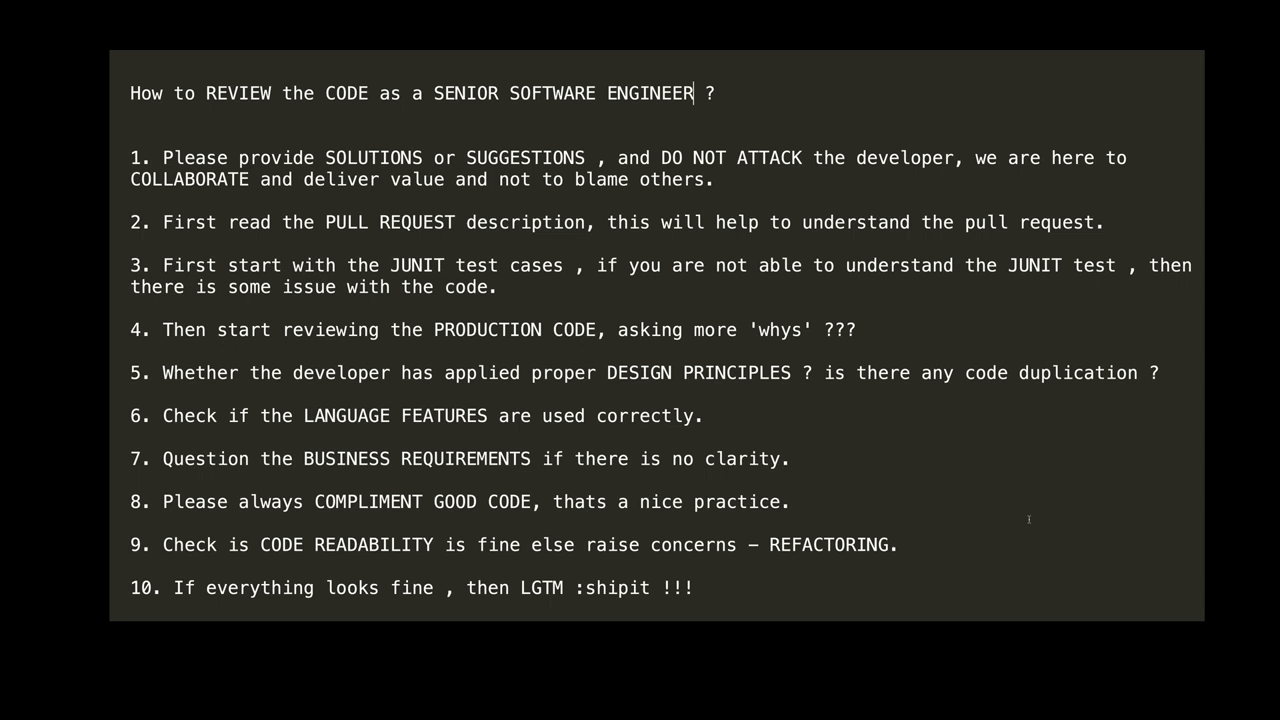 How to REVIEW the CODE as a SENIOR SOFTWARE ENGINEER ?
1. Please provide SOLUTIONS or SUGGESTIONS , and DO NOT ATTACK the developer, we are here to
COLLABORATE and deliver value and not to blame others.
2. First read the PULL REQUEST description, this will help to understand the pull request.
3. First start with the JUNIT test cases , if you are not able to understand the JUNIT test , then
there is some issue with the code.
4. Then start reviewing the PRODUCTION CODE, asking more 'whys' ???
5. Whether the developer has applied proper DESIGN PRINCIPLES ? is there any code duplication ?
6. Check if the LANGUAGE FEATURES are used correctly.
7. Question the BUSINESS REQUIREMENTS if there is no clarity.
8. Please always COMPLIMENT GOOD CODE, thats a nice practice.
9. Check is CODE READABILITY is fine else raise concerns – REFACTORING.
10. If everything looks fine , then LGTM :shipit !!!